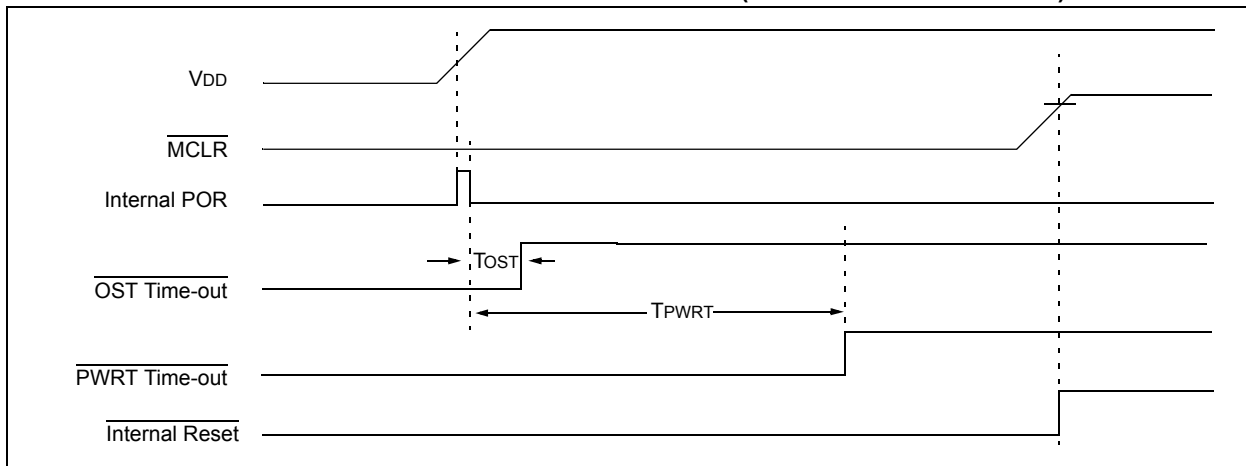 VDD
MCLR
Internal POR
TOST
OST Time-out
TPWRT
PWRT Time-out
Internal Reset